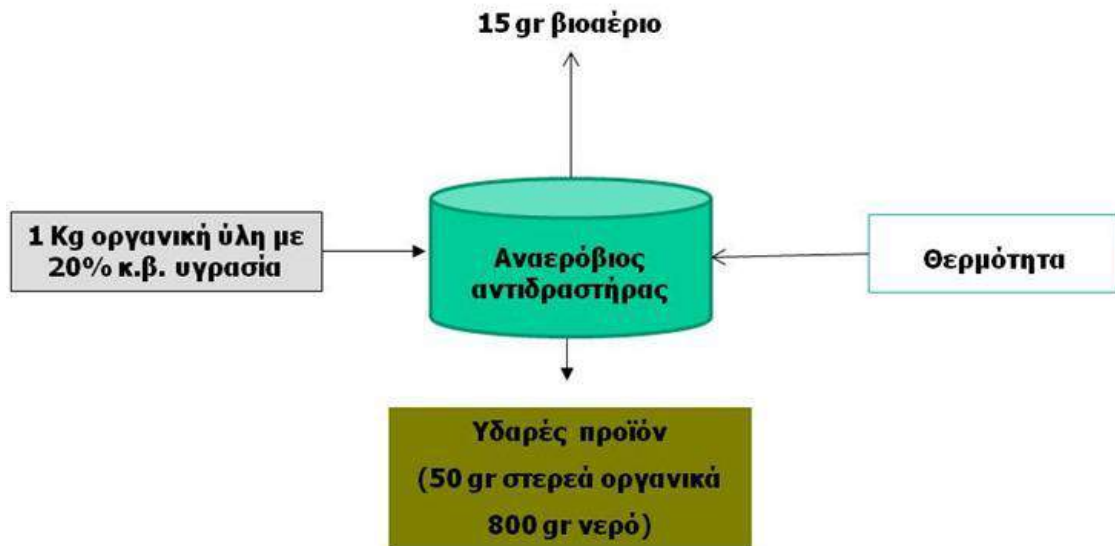 15 gr βιοαέριο
1 Kg οργανική ύλη με
20% κ.β. υγρασία
Αναερόβιος
αντιδραστήρας
Θερμότητα
Υδαρές προϊόν
(50 gr στερεά οργανικά
800 gr νερό)